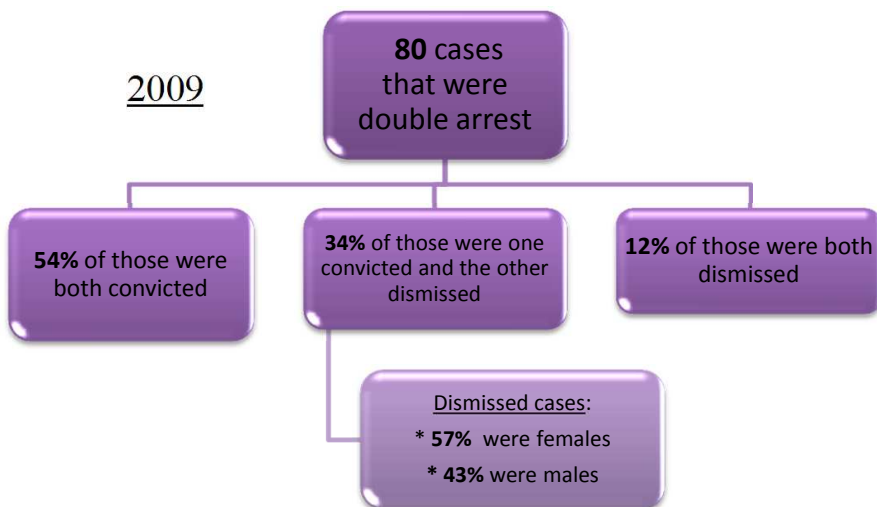 80 cases
that were
double arrest
2009
54% of those were
both convicted
34% of those were one
convicted and the other
dismissed
12% of those were both
dismissed
Dismissed cases:
* 57% were females
* 43% were males